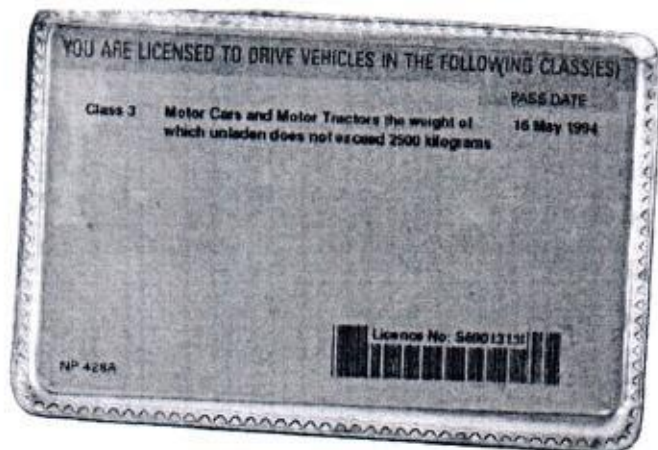 YOU ARE LICENSED TO DRIVE VEHICLES IN THE FOLLOWING CLASS(ES)
PASS DATE
Class 3 Motor Cars and Motor Tractors the weight of 16 May 1994
which unladen does not exceed 2500 kilograms
Licence No:
NP 428A